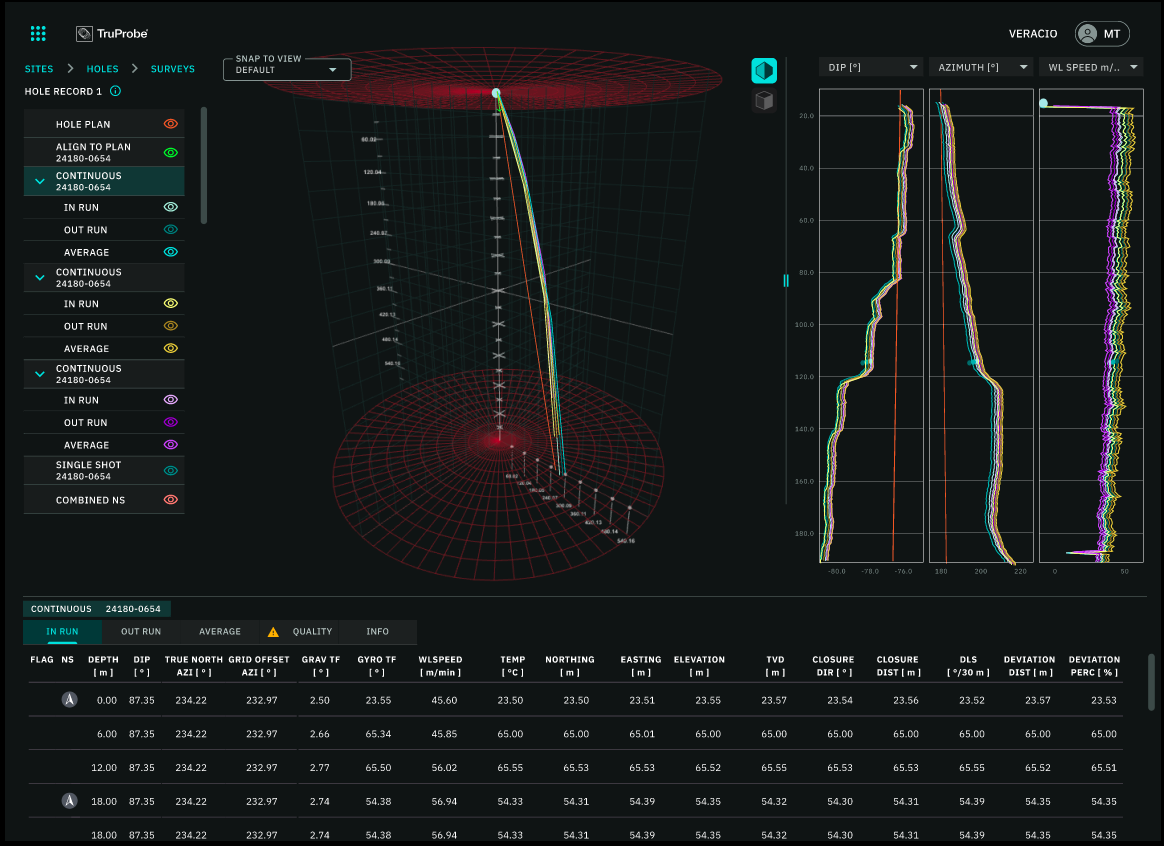 TruProbe
VERACIO
MT
SITES
HOLES
SURVEYS
HOLE RECORD 1
SNAP TO VIEW
DEFAULT
HOLE PLAN
ALIGN TO PLAN
24180-0654
CONTINUOUS
24180-0654
IN RUN
OUT RUN
AVERAGE
CONTINUOUS
24180-0654
IN RUN
OUT RUN
AVERAGE
CONTINUOUS
24180-0654
IN RUN
OUT RUN
AVERAGE
SINGLE SHOT
24180-0654
COMBINED NS
60.02
120.04
240.07
300.09
360.11
420.13
480.14
540.16
300.09
360.11
420.13
480.14
540.16
DIP [°]
AZIMUTH [°]
WL SPEED m/..
20.0
40.0
60.0
80.0
100.0
120.0
140.0
160.0
180.0
-80.0 -78.0 -76.0
180 200 220
0 50
CONTINUOUS 24180-0654
IN RUN OUT RUN AVERAGE QUALITY INFO
FLAG NS DEPTH DIP TRUE NORTH GRID OFFSET GRAV TF GYRO TF WLSPEED TEMP NORTHING EASTING ELEVATION TVD CLOSURE CLOSURE DLS DEVIATION DEVIATION
[ m ] [ ° ] AZI [ ° ] AZI [ ° ] [ ° ] [ ° ] [ m/min ] [ °C ] [ m ] [ m ] [ m ] [ m ] DIR [ ° ] DIST [ m ] [ °/30 m ] DIST [ m ] PERC [ % ]
0.00 87.35 234.22 232.97 2.50 23.55 45.60 23.50 23.50 23.51 23.55 23.57 23.54 23.56 23.52 23.57 23.53
6.00 87.35 234.22 232.97 2.66 65.34 45.85 65.00 65.00 65.01 65.00 65.00 65.00 65.00 65.00 65.00 65.00
12.00 87.35 234.22 232.97 2.77 65.50 56.02 65.55 65.53 65.53 65.52 65.55 65.53 65.53 65.55 65.52 65.51
18.00 87.35 234.22 232.97 2.74 54.38 56.94 54.33 54.31 54.39 54.35 54.32 54.30 54.31 54.39 54.35 54.35
18.00 87.35 234.22 232.97 2.74 54.38 56.94 54.33 54.31 54.39 54.35 54.32 54.30 54.31 54.39 54.35 54.35